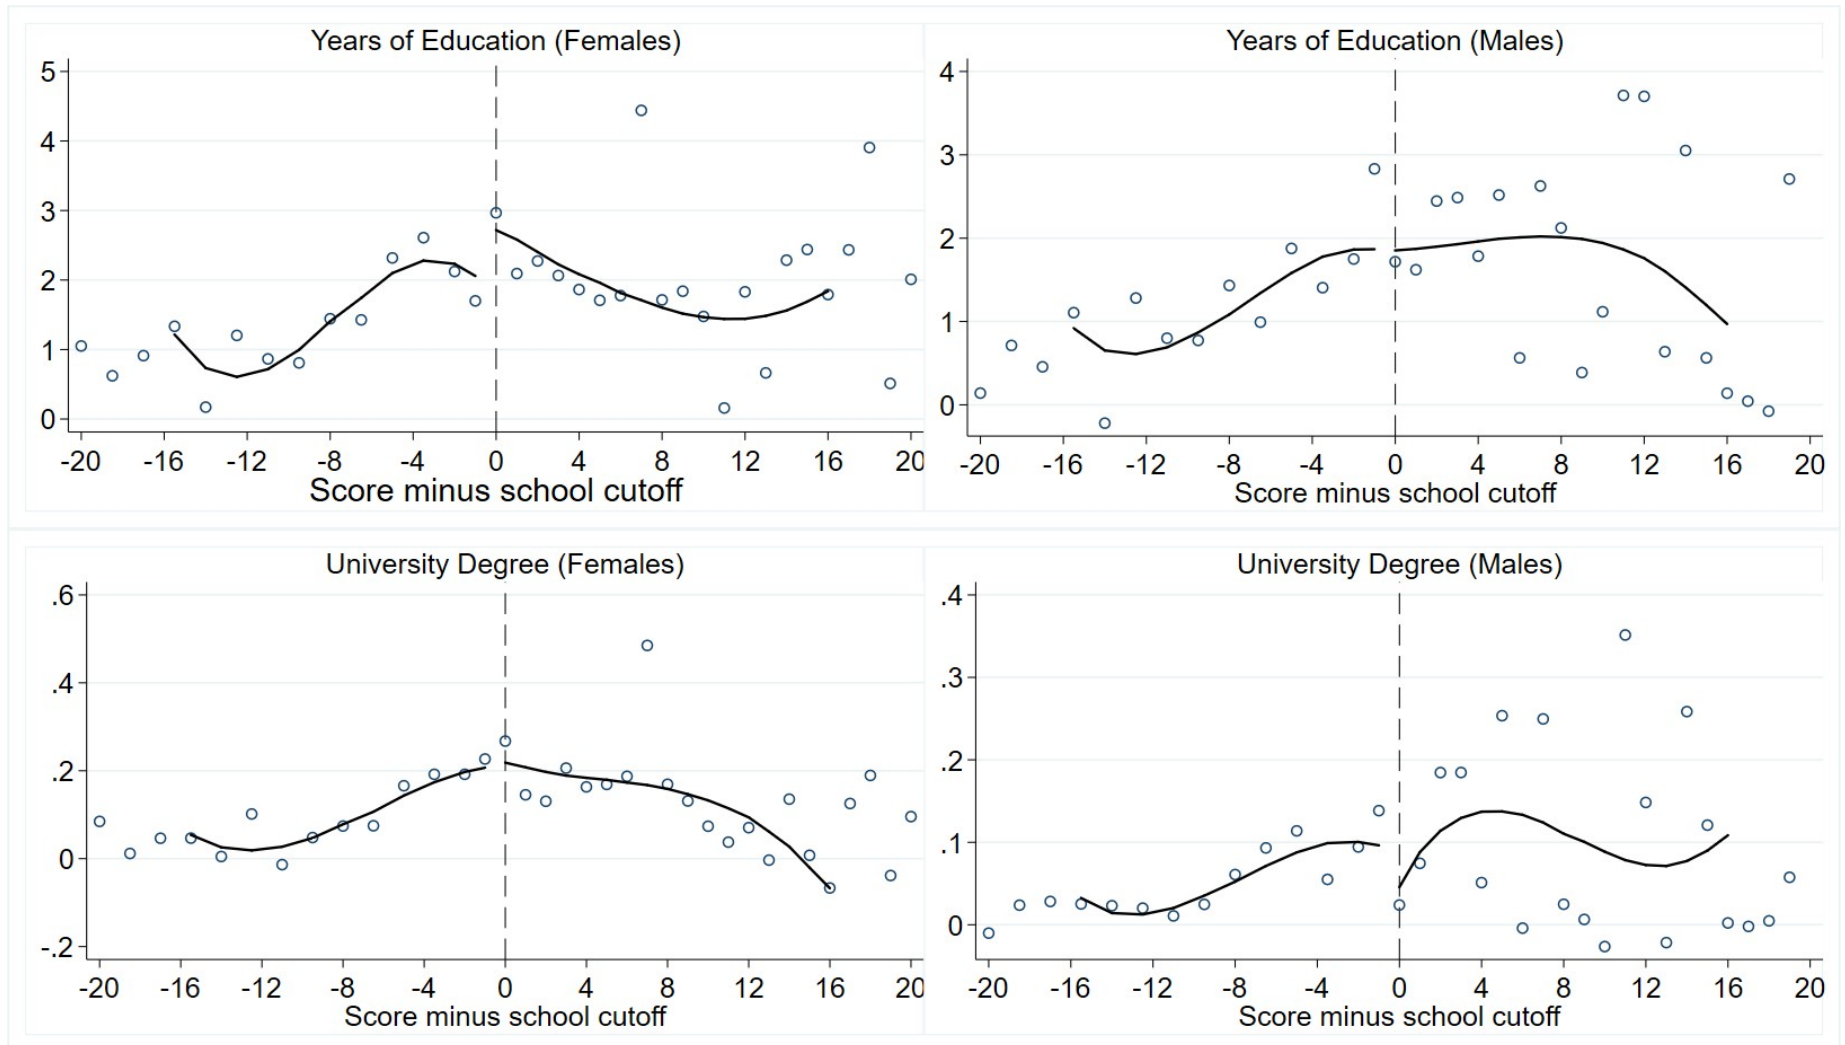 Years of Education (Females)
5
4
3
2
1
0
-20 -16 -12 -8 -4 0 4 8 12 16 20
Score minus school cutoff
Years of Education (Males)
4
3
2
1
0
-20 -16 -12 -8 -4 0 4 8 12 16 20
Score minus school cutoff
University Degree (Females)
.6
.4
.2
0
-.2
-20 -16 -12 -8 -4 0 4 8 12 16 20
Score minus school cutoff
University Degree (Males)
.4
.3
.2
.1
0
-20 -16 -12 -8 -4 0 4 8 12 16 20
Score minus school cutoff